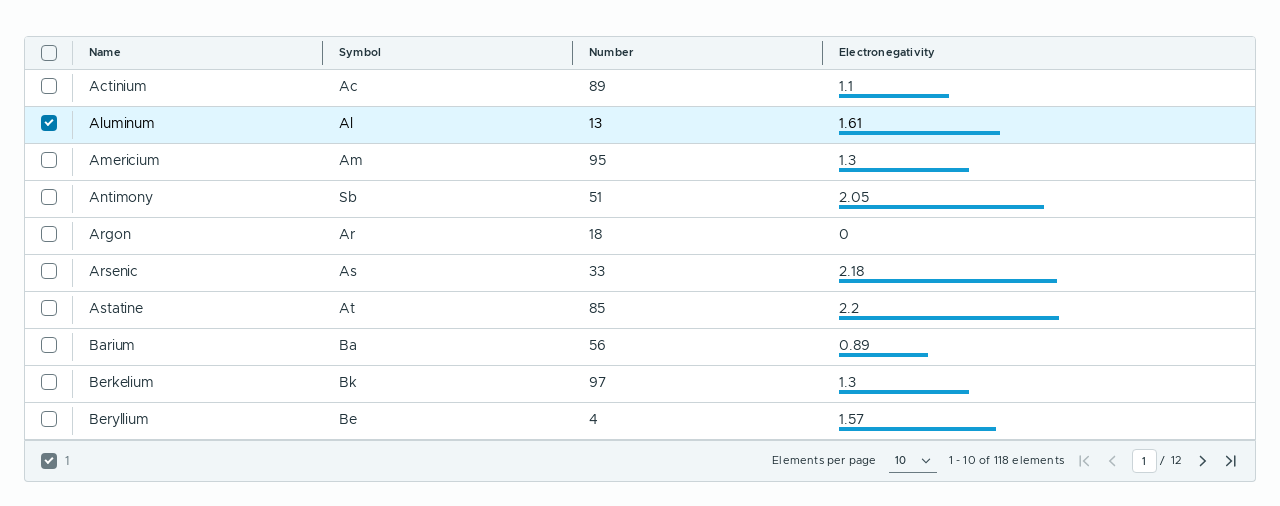 Name Symbol Number Electronegativity
Actinium Ac 89 1.1
Aluminum Al 13 1.61
Americium Am 95 1.3
Antimony Sb 51 2.05
Argon Ar 18 0
Arsenic As 33 2.18
Astatine At 85 2.2
Barium Ba 56 0.89
Berkelium Bk 97 1.3
Beryllium Be 4 1.57
1 Elements per page 10 1 - 10 of 118 elements 1 / 12